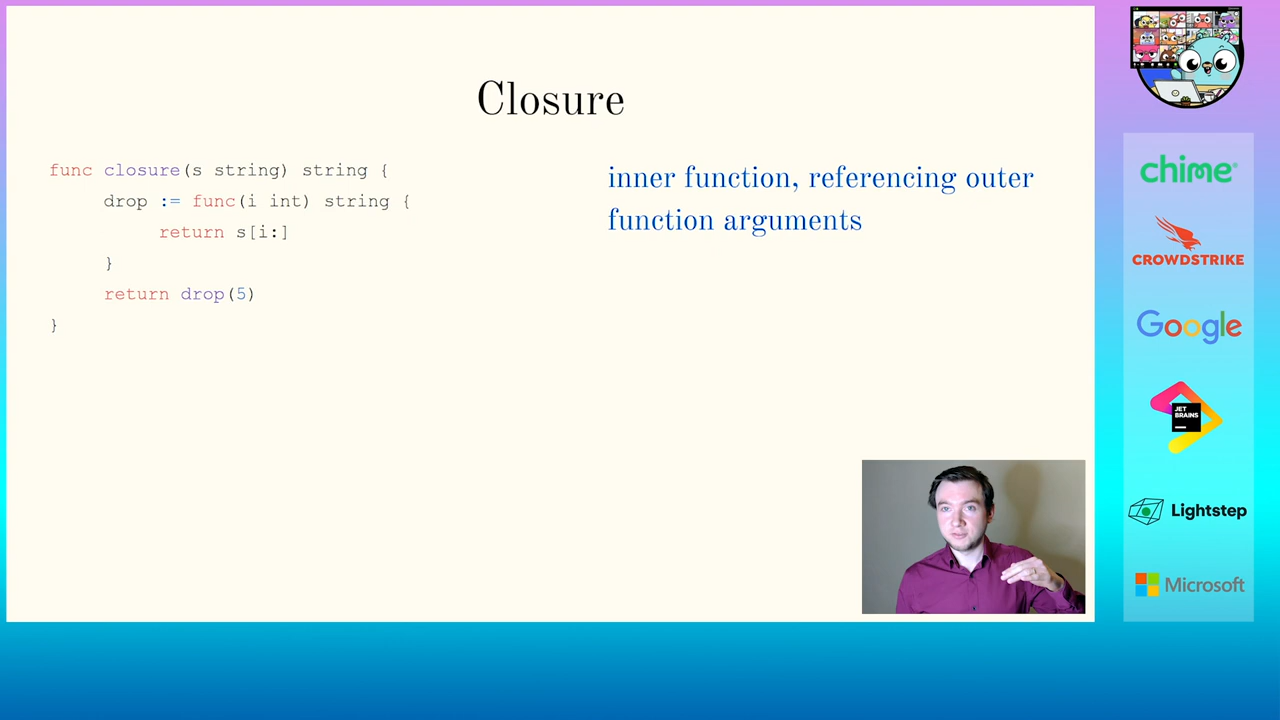 Closure
func closure(s string) string {
drop := func(i int) string {
return s[i:]
}
return drop(5)
}
inner function, referencing outer
function arguments
chime®
CROWDSTRIKE
Google
JET
BRAINS
Lightstep
Microsoft